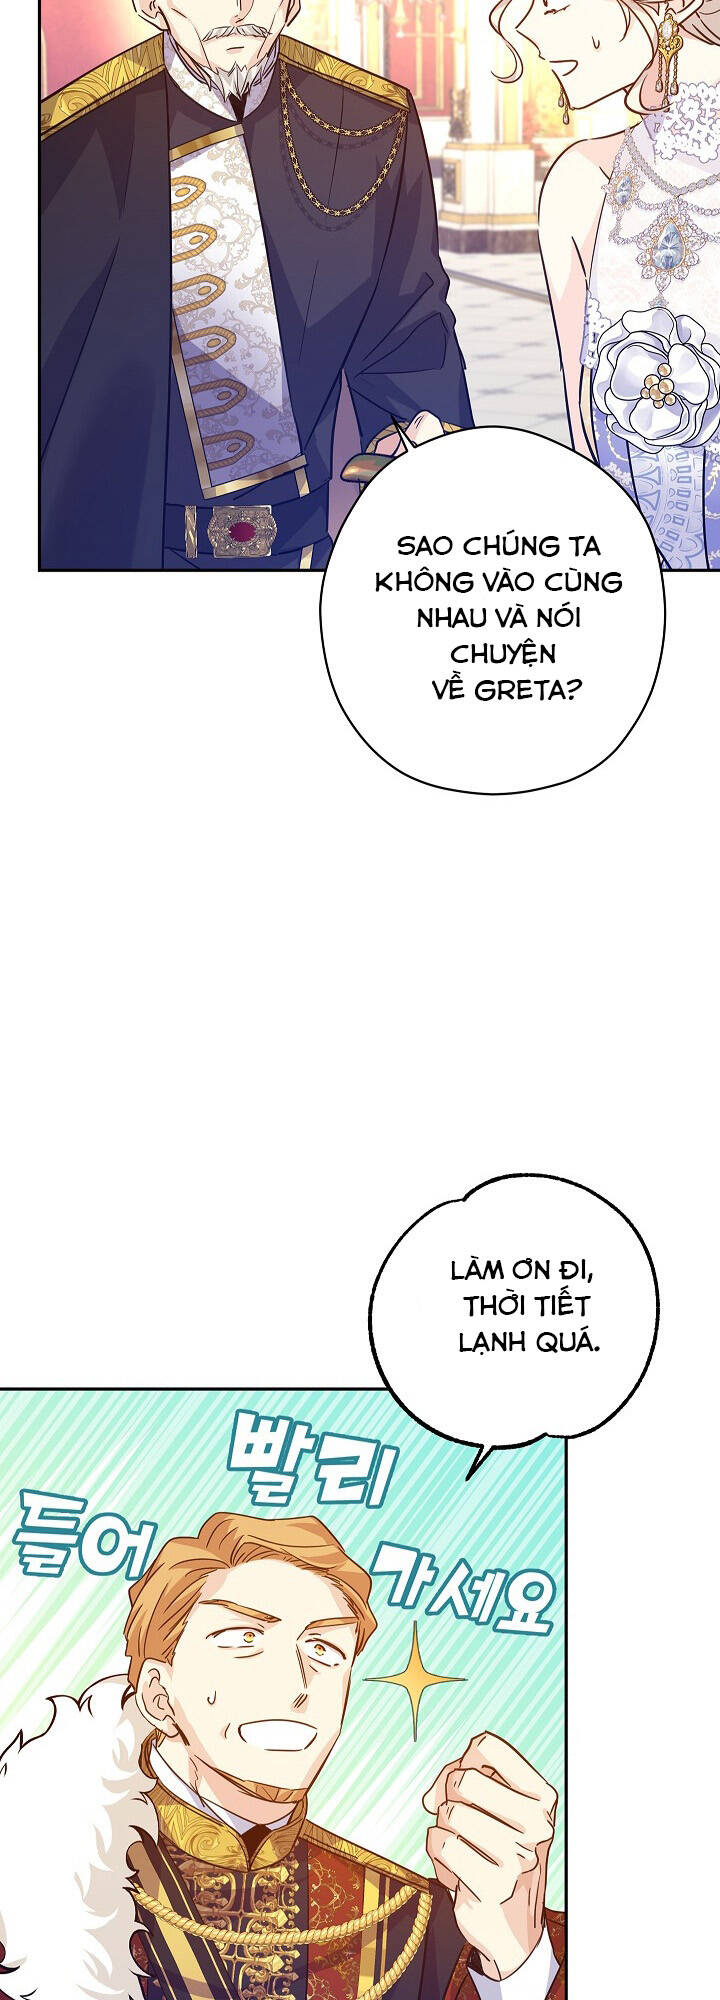 SAO CHÚNG TA
KHÔNG VÀO CÙNG
NHAU VÀ NÓI
CHUYỆN
VỀ GRETA?
LÀM ƠN ĐI,
THỜI TIẾT
LẠNH QUÁ.
빨리
들어
가세요